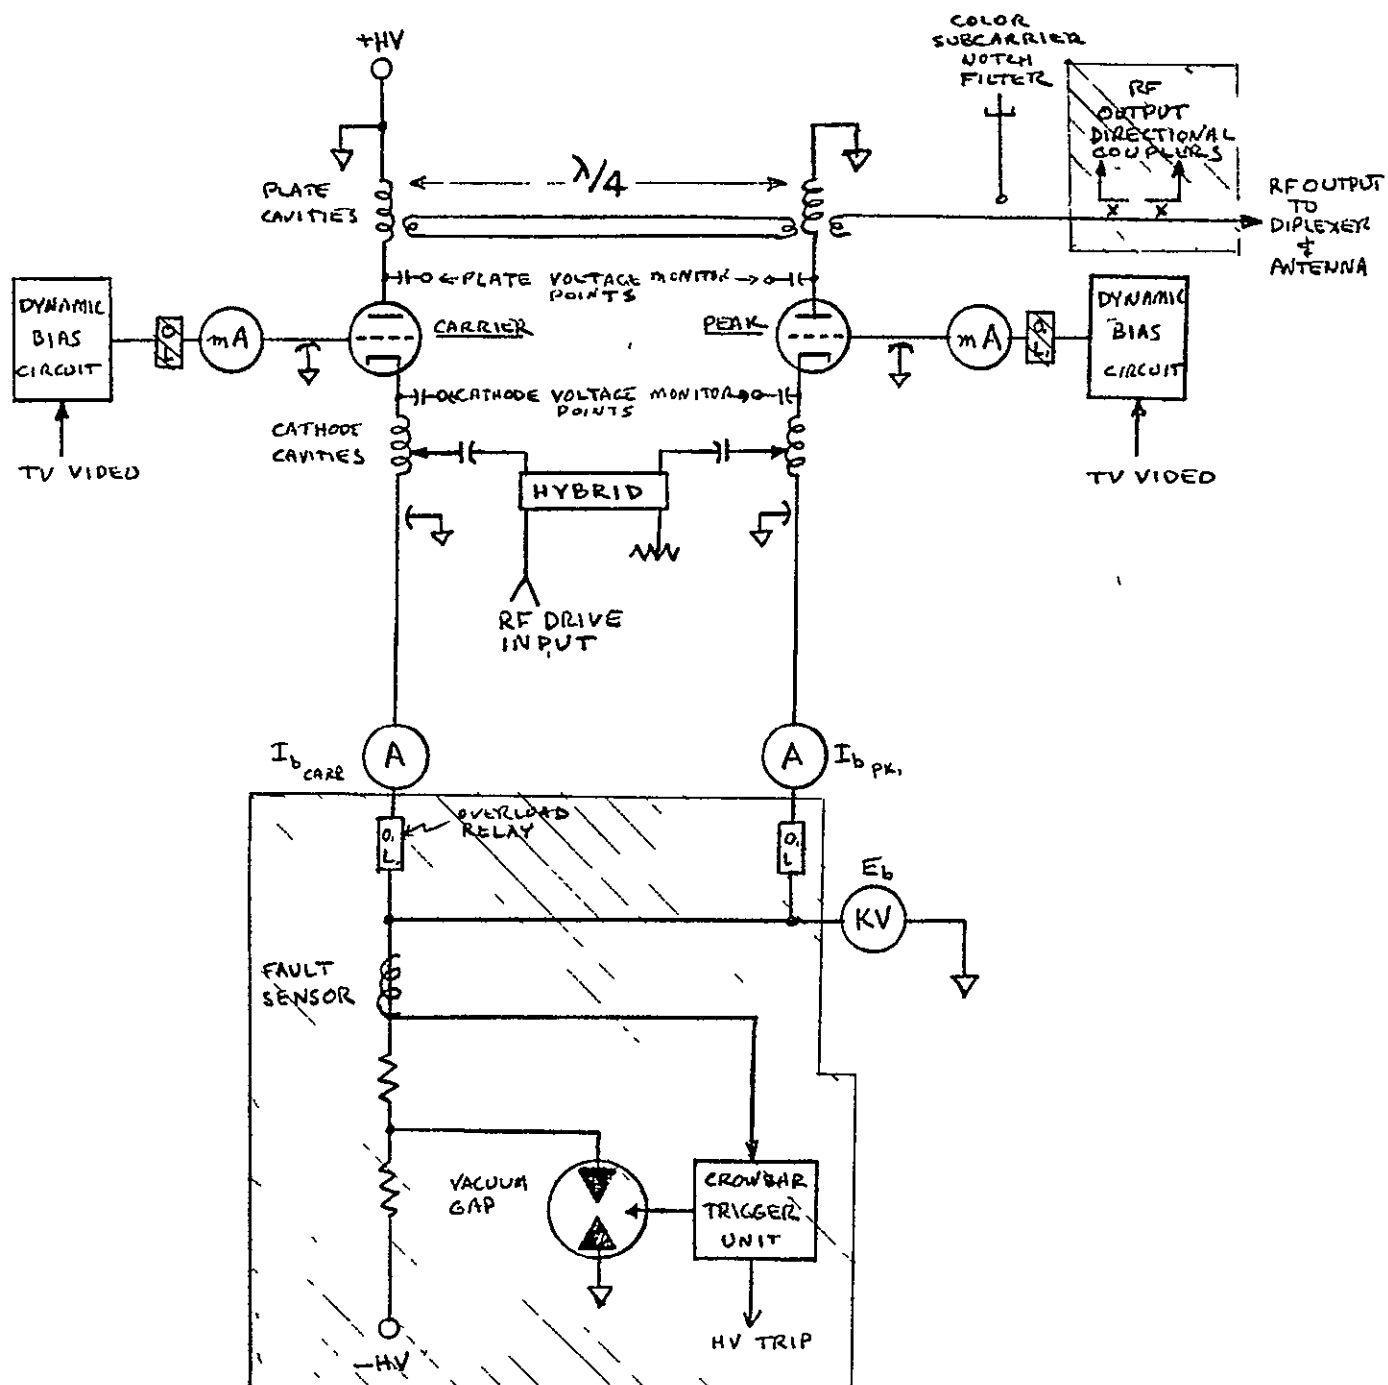 +HV
COLOR
SUBCARRIER
NOTCH
FILTER
RF
OUTPUT
DIRECTIONAL
COUPLERS
PLATE
CAVITIES
λ/4
RF OUTPUT
TO
DIPLEXER
&
ANTENNA
X X
PLATE VOLTAGE MONITOR
POINTS
DYNAMIC
BIAS
CIRCUIT
O.L.
mA
CARRIER
PEAK
mA
O.L.
DYNAMIC
BIAS
CIRCUIT
CATHODE VOLTAGE MONITOR
POINTS
TV VIDEO
CATHODE
CAVITIES
HYBRID
TV VIDEO
RF DRIVE
INPUT
Ib CARR
A
A
Ib PK.
O.
L.
OVERLOAD
RELAY
O.
L
Eb
KV
FAULT
SENSOR
VACUUM
GAP
CROWBAR
TRIGGER
UNIT
-HV
HV TRIP